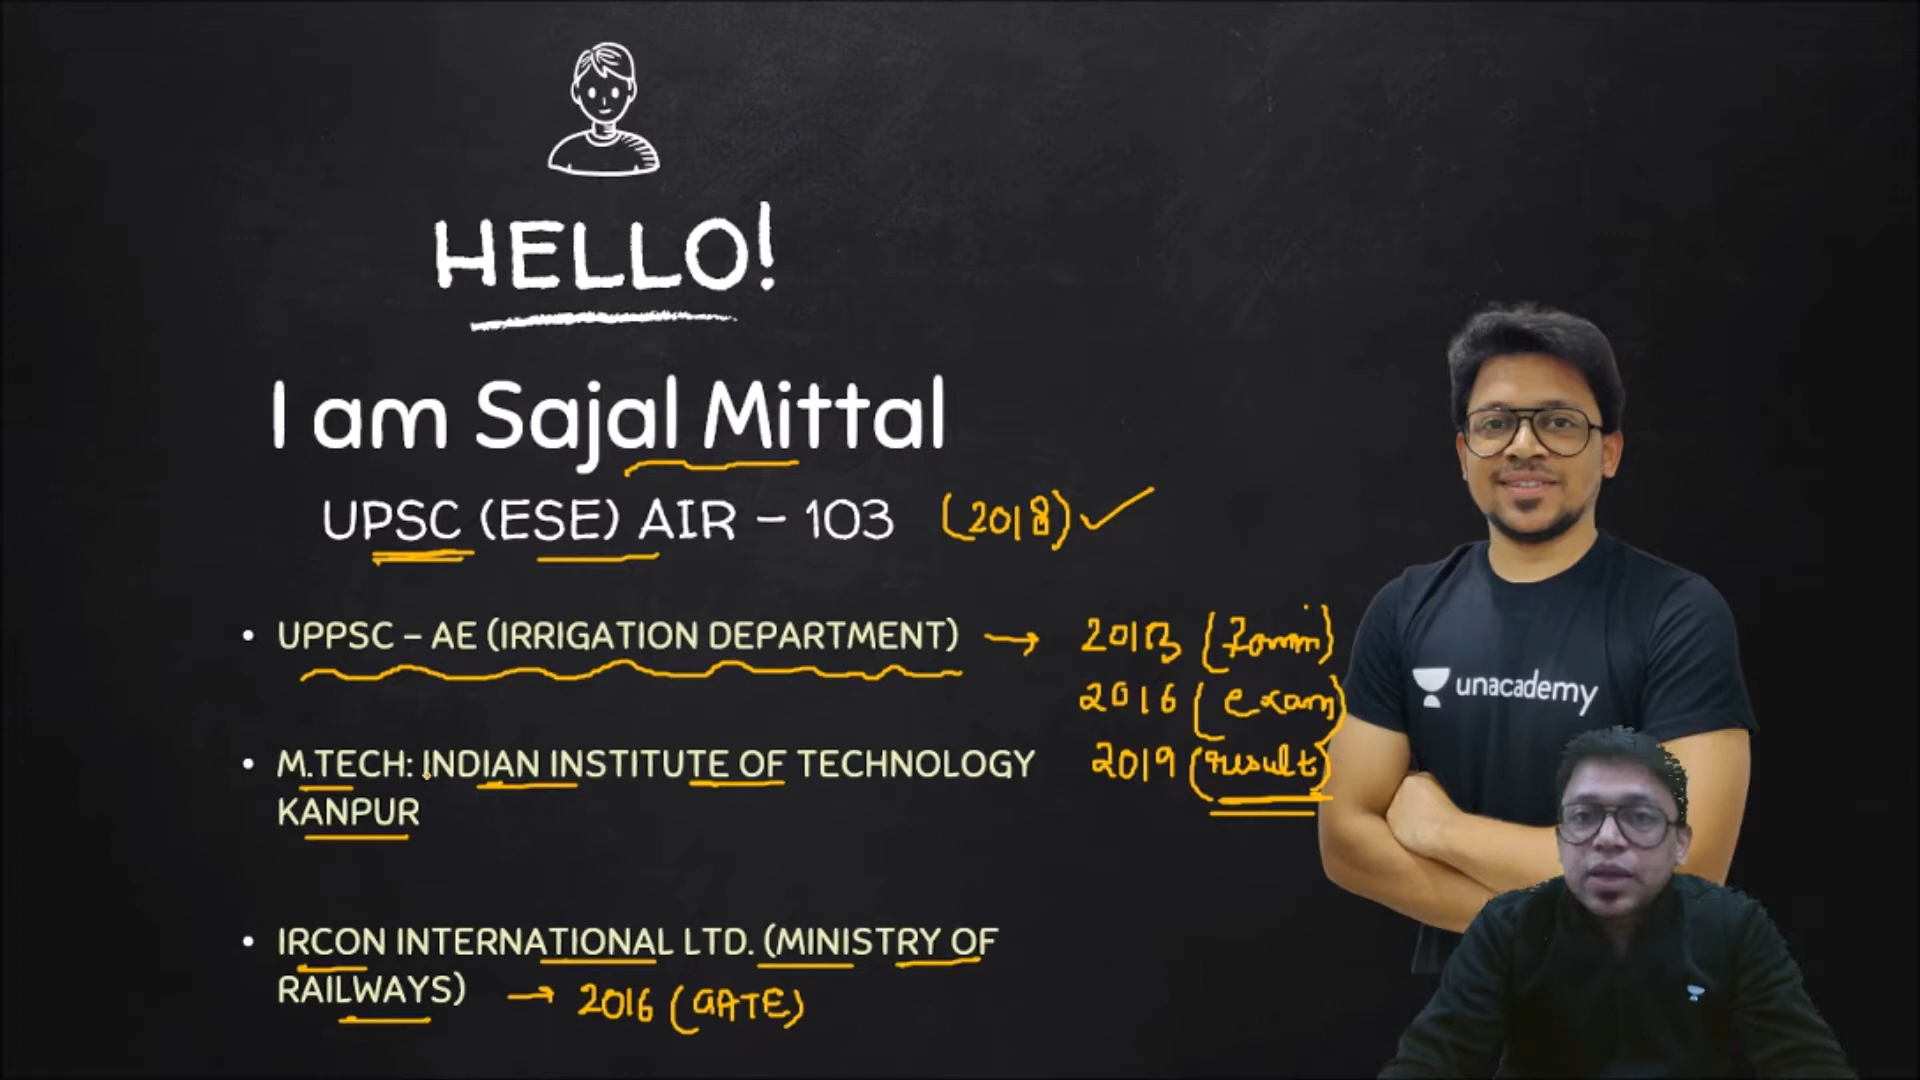 HELLO!
I am Sajal Mittal
UPSC (ESE) AIR – 103 (2018) ✓
• UPPSC – AE (IRRIGATION DEPARTMENT) → 2013
2016 (exam)
2019 (result)
• M.TECH: INDIAN INSTITUTE OF TECHNOLOGY
KANPUR
• IRCON INTERNATIONAL LTD. (MINISTRY OF
RAILWAYS) → 2016 (GATE)
unacademy